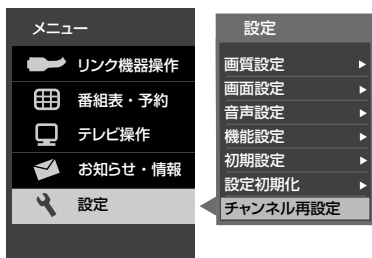 メニュー
リンク機器操作
番組表・予約
テレビ操作
お知らせ・情報
設定
設定
画質設定
画面設定
音声設定
機能設定
初期設定
設定初期化
チャンネル再設定